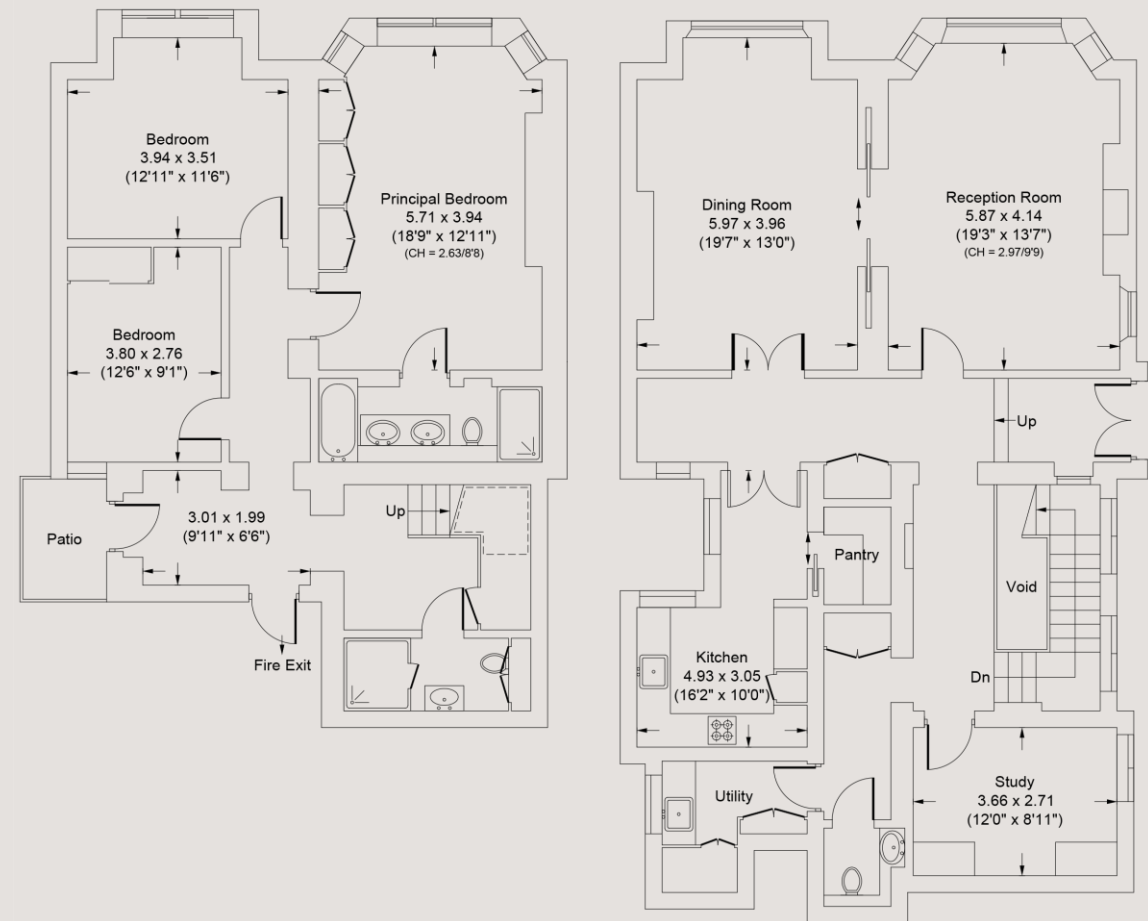 Bedroom
3.94 x 3.51
(12'11" x 11'6")
Principal Bedroom
5.71 x 3.94
(18'9" x 12'11")
(CH = 2.63/8'8)
Bedroom
3.80 x 2.76
(12'6" x 9'1")
3.01 x 1.99
(9'11" x 6'6")
Patio
Up
Fire Exit
Dining Room
5.97 x 3.96
(19'7" x 13'0")
Reception Room
5.87 x 4.14
(19'3" x 13'7")
(CH = 2.97/9'9)
Up
Pantry
Void
Kitchen
4.93 x 3.05
(16'2" x 10'0")
Dn
Utility
Study
3.66 x 2.71
(12'0" x 8'11")